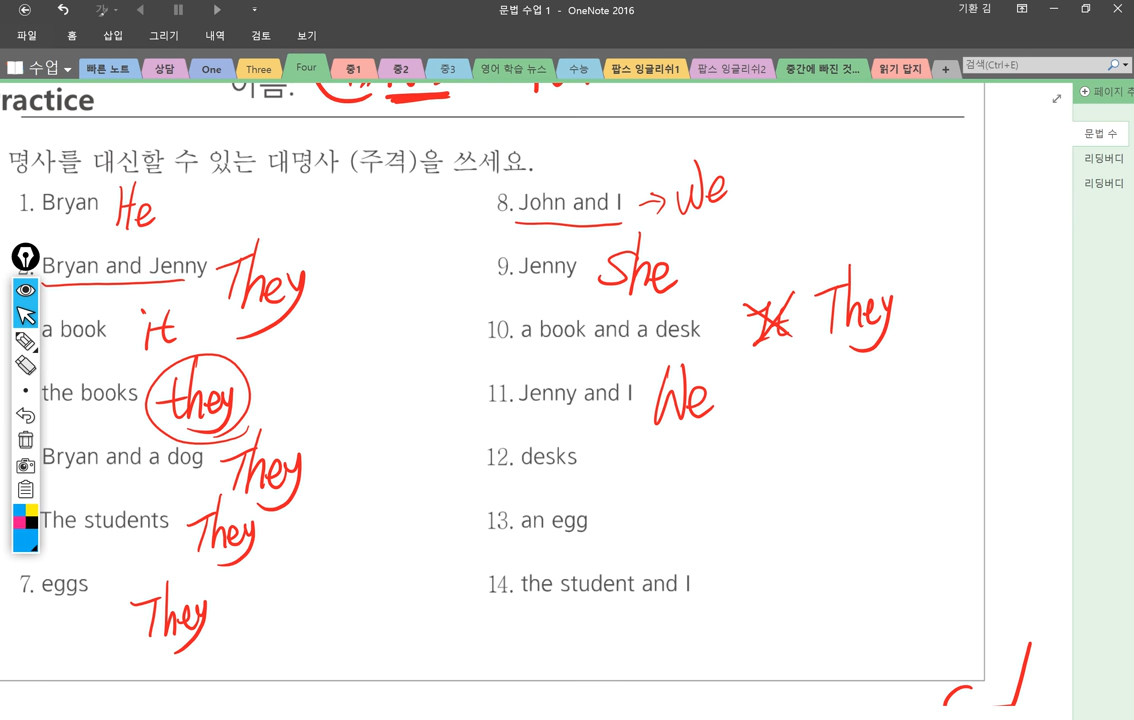 문법 수업 1 - OneNote 2016
기환 김
파일 홈 삽입 그리기 내역 검토 보기
수업 빠른 노트 상담 One Three Four 중1 중2 중3 영어 학습 뉴스 수능 팝스 잉글리쉬1 팝스 잉글리쉬2 중간에 빠진 것... 읽기 답지 + 검색(Ctrl+E)
페이지 추
문법 수
리딩버디
리딩버디
ractice 이름:
명사를 대신할 수 있는 대명사 (주격)을 쓰세요.
1. Bryan He
Bryan and Jenny They
a book it
the books they
Bryan and a dog They
The students They
7. eggs They
8. John and I → We
9. Jenny She
10. a book and a desk It They
11. Jenny and I We
12. desks
13. an egg
14. the student and I